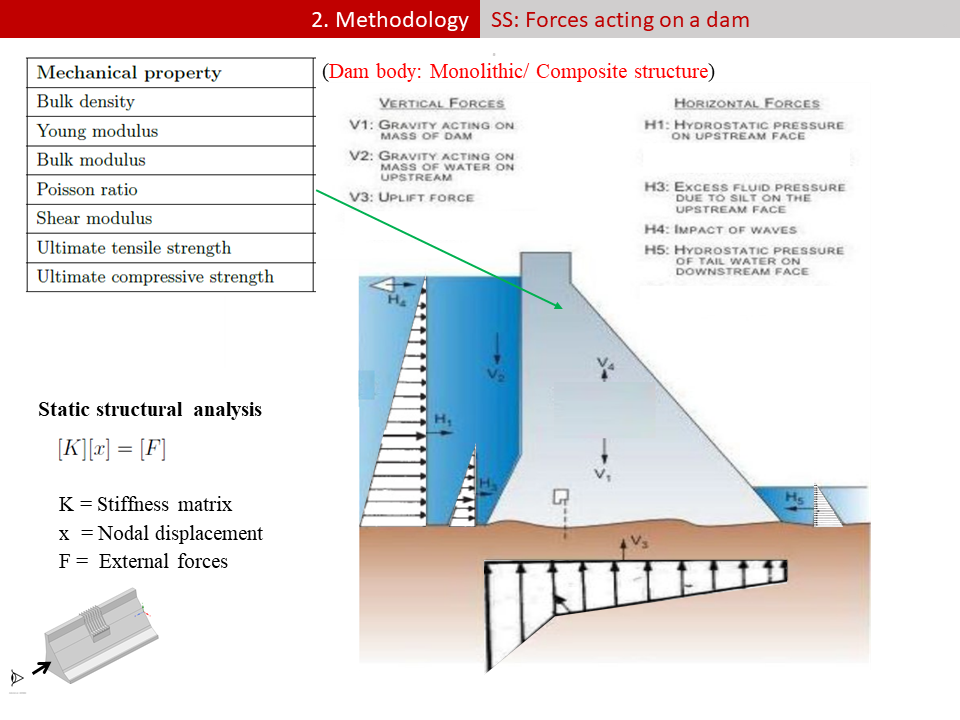 2. Methodology SS: Forces acting on a dam
Mechanical property
Bulk density
Young modulus
Bulk modulus
Poisson ratio
Shear modulus
Ultimate tensile strength
Ultimate compressive strength
(Dam body: Monolithic/ Composite structure)
VERTICAL FORCES
V1: GRAVITY ACTING ON
MASS OF DAM
V2: GRAVITY ACTING ON
MASS OF WATER ON
UPSTREAM
V3: UPLIFT FORCE
HORIZONTAL FORCES
H1: HYDROSTATIC PRESSURE
ON UPSTREAM FACE
H3: EXCESS FLUID PRESSURE
DUE TO SILT ON THE
UPSTREAM FACE
H4: IMPACT OF WAVES
H5: HYDROSTATIC PRESSURE
OF TAIL WATER ON
DOWNSTREAM FACE
H4
V2
V4
H1
V1
H3
H5
V3
Static structural analysis
[K][x] = [F]
K = Stiffness matrix
x = Nodal displacement
F = External forces